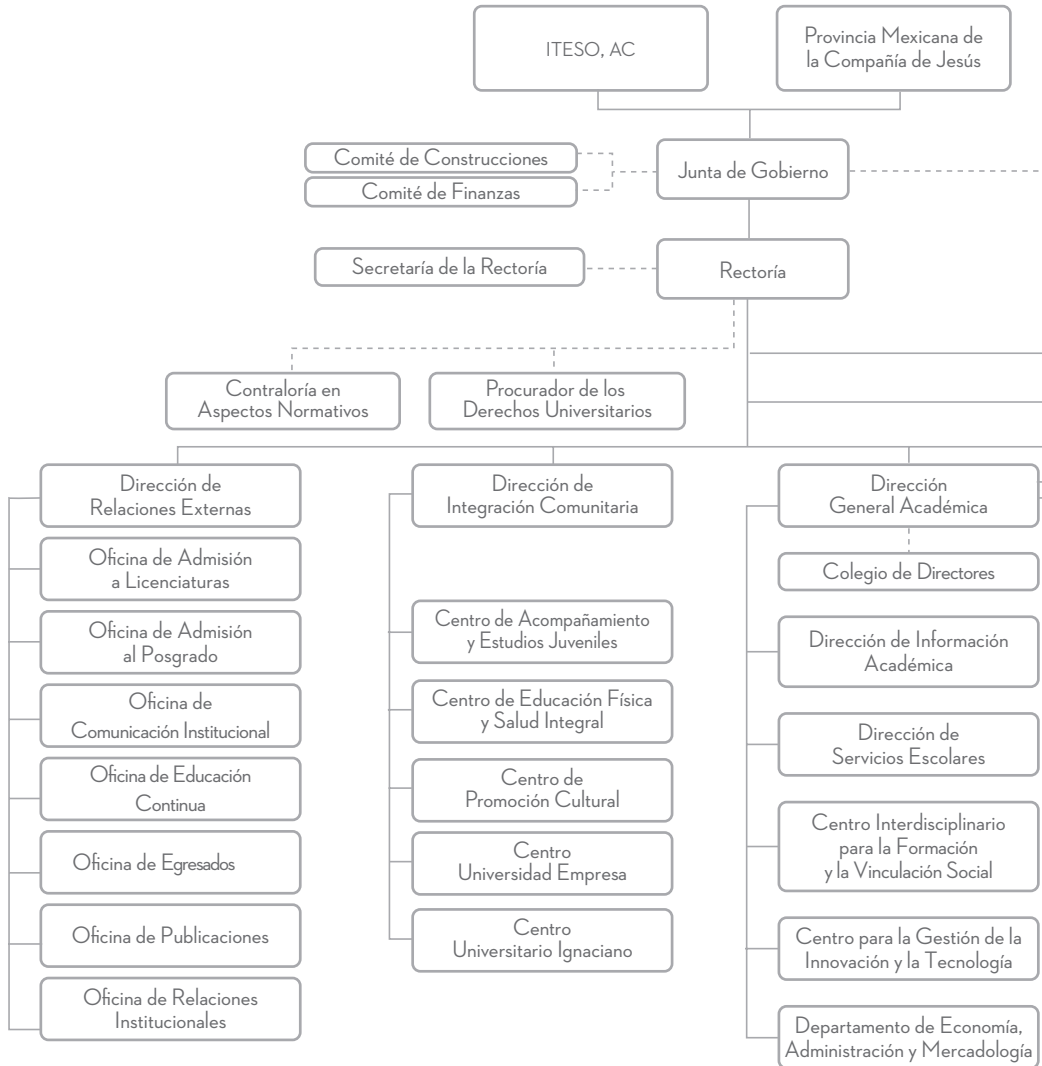 ITESO, AC
Provincia Mexicana de
la Compañía de Jesús
Comité de Construcciones
Comité de Finanzas
Junta de Gobierno
Secretaría de la Rectoría
Rectoría
Contraloría en
Aspectos Normativos
Procurador de los
Derechos Universitarios
Dirección de
Relaciones Externas
Oficina de Admisión
a Licenciaturas
Oficina de Admisión
al Posgrado
Oficina de
Comunicación Institucional
Oficina de Educación
Continua
Oficina de Egresados
Oficina de Publicaciones
Oficina de Relaciones
Institucionales
Dirección de
Integración Comunitaria
Centro de Acompañamiento
y Estudios Juveniles
Centro de Educación Física
y Salud Integral
Centro de
Promoción Cultural
Centro
Universidad Empresa
Centro
Universitario Ignaciano
Dirección
General Académica
Colegio de Directores
Dirección de Información
Académica
Dirección de
Servicios Escolares
Centro Interdisciplinario
para la Formación
y la Vinculación Social
Centro para la Gestión de la
Innovación y la Tecnología
Departamento de Economía,
Administración y Mercadología